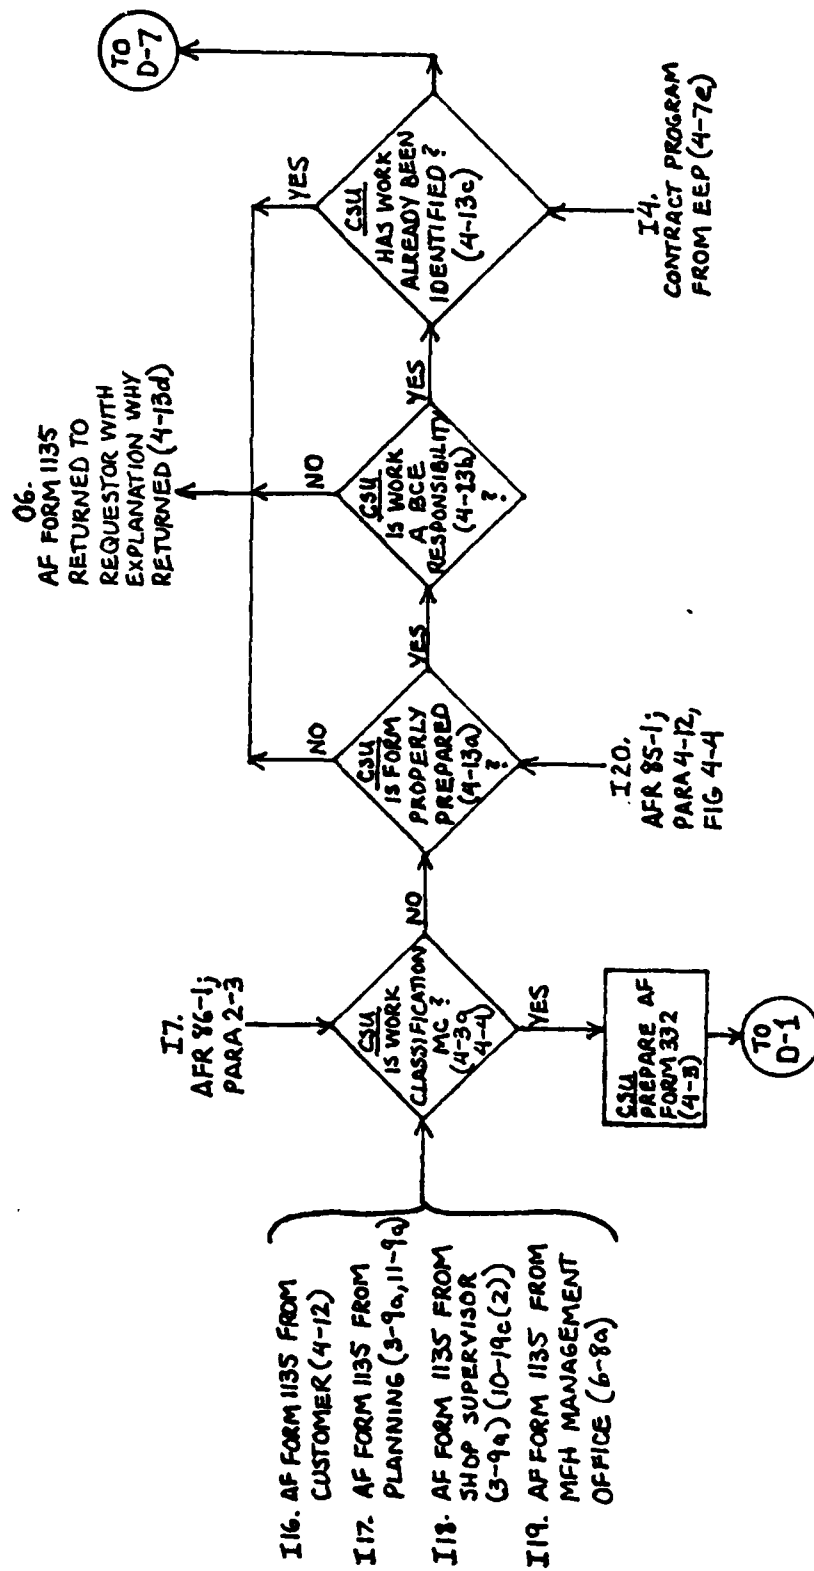 I16. AF FORM 1135 FROM
CUSTOMER (4-12)
I17. AF FORM 1135 FROM
PLANNING (3-9a, 11-9a)
I18. AF FORM 1135 FROM
SHOP SUPERVISOR
(3-9a) (10-19c(2))
I19. AF FORM 1135 FROM
MFH MANAGEMENT
OFFICE (6-8a)
I7.
AFR 86-1;
PARA 2-3
CSU
IS WORK
CLASSIFICATION
MC?
(4-3a,
4-4)
YES
CSU
PREPARE AF
FORM 332
(4-3)
TO
D-1
NO
CSU
IS FORM
PROPERLY
PREPARED
(4-13a)
?
I20.
AFR 85-1;
PARA 4-12,
FIG 4-4
NO
YES
CSU
IS WORK
A BCE
RESPONSIBILITY
(4-13b)
?
NO
O6.
AF FORM 1135
RETURNED TO
REQUESTOR WITH
EXPLANATION WHY
RETURNED (4-13d)
YES
CSU
HAS WORK
ALREADY BEEN
IDENTIFIED?
(4-13c)
YES
I4.
CONTRACT PROGRAM
FROM EEP (4-7e)
TO
D-7